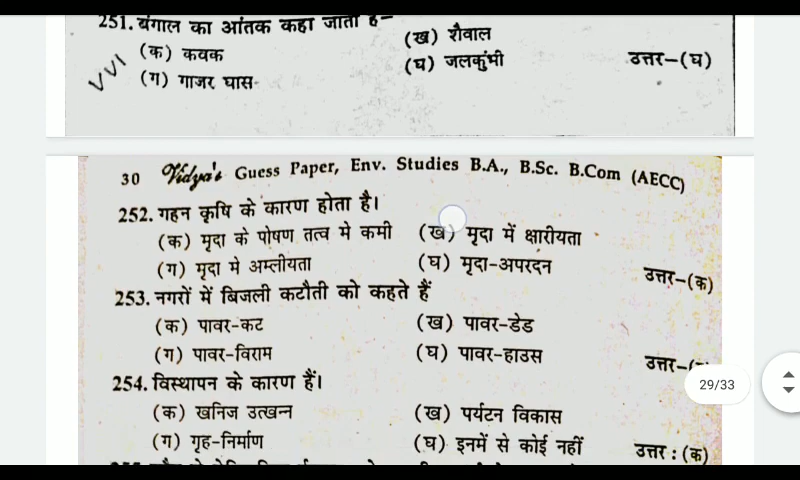 251. बंगाल का आंतक कहा जाता है–
(क) कवक (ख) शैवाल
VVI
(ग) गाजर घास (घ) जलकुंभी उत्तर–(घ)
30 Vidya's Guess Paper, Env. Studies B.A., B.Sc. B.Com (AECC)
252. गहन कृषि के कारण होता है।
(क) मृदा के पोषण तत्व मे कमी (ख) मृदा में क्षारीयता
(ग) मृदा मे अम्लीयता (घ) मृदा-अपरदन उत्तर–(क)
253. नगरों में बिजली कटौती को कहते हैं
(क) पावर-कट (ख) पावर-डेड
(ग) पावर-विराम (घ) पावर-हाउस उत्तर–
29/33
254. विस्थापन के कारण हैं।
(क) खनिज उत्खन्न (ख) पर्यटन विकास
(ग) गृह-निर्माण (घ) इनमें से कोई नहीं उत्तर : (क)